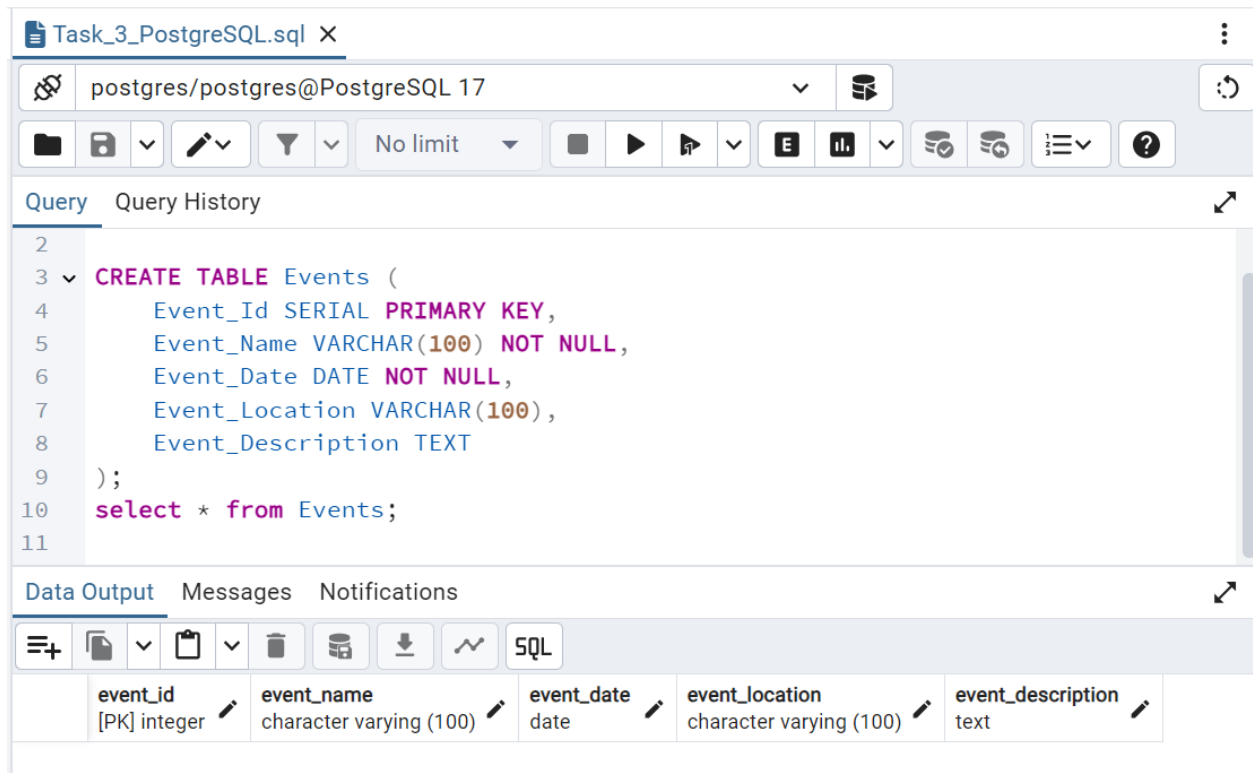 Task_3_PostgreSQL.sql
postgres/postgres@PostgreSQL 17
No limit
E
Query Query History
2
3 CREATE TABLE Events (
4 Event_Id SERIAL PRIMARY KEY,
5 Event_Name VARCHAR(100) NOT NULL,
6 Event_Date DATE NOT NULL,
7 Event_Location VARCHAR(100),
8 Event_Description TEXT
9 );
10 select * from Events;
11
Data Output Messages Notifications
SQL
event_id event_name event_date event_location event_description
[PK] integer character varying (100) date character varying (100) text